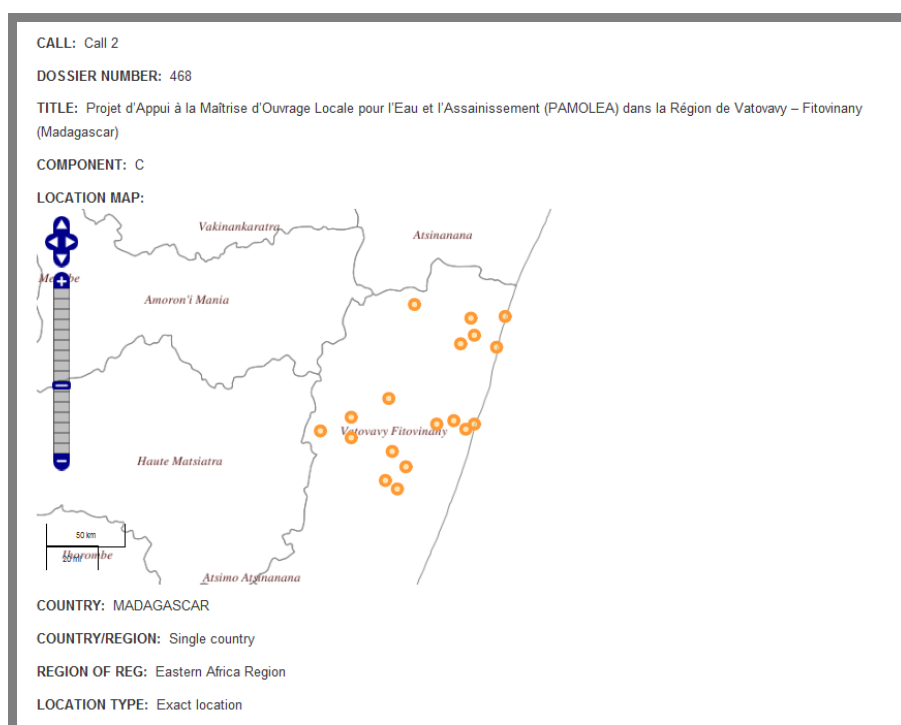 CALL: Call 2
DOSSIER NUMBER: 468
TITLE: Projet d'Appui à la Maîtrise d'Ouvrage Locale pour l'Eau et l'Assainissement (PAMOLEA) dans la Région de Vatovavy – Fitovinany
(Madagascar)
COMPONENT: C
LOCATION MAP:
Vakinankaratra
Atsinanana
Amoron'i Mania
Vatovavy Fitovinany
Haute Matsiatra
50 km
Ihorombe
Atsimo Atsinanana
COUNTRY: MADAGASCAR
COUNTRY/REGION: Single country
REGION OF REG: Eastern Africa Region
LOCATION TYPE: Exact location